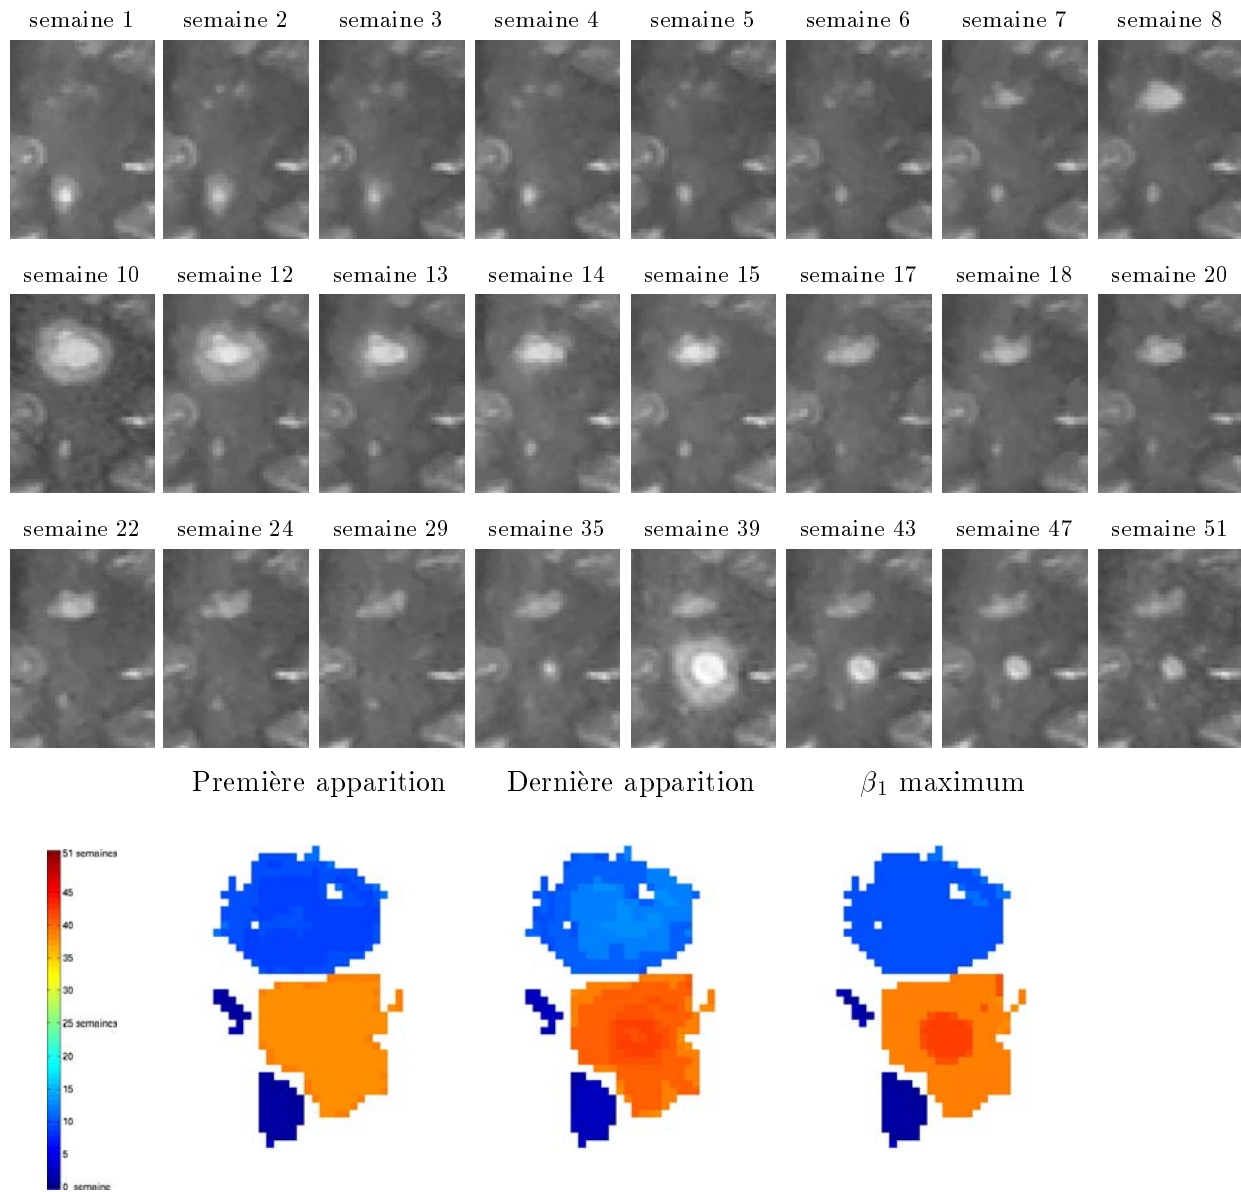 semaine 1 semaine 2 semaine 3 semaine 4 semaine 5 semaine 6 semaine 7 semaine 8
semaine 10 semaine 12 semaine 13 semaine 14 semaine 15 semaine 17 semaine 18 semaine 20
semaine 22 semaine 24 semaine 29 semaine 35 semaine 39 semaine 43 semaine 47 semaine 51
Première apparition Dernière apparition β₁ maximum
51 semaines
45
40
35
30
25 semaines
20
15
10
5
0 semaine